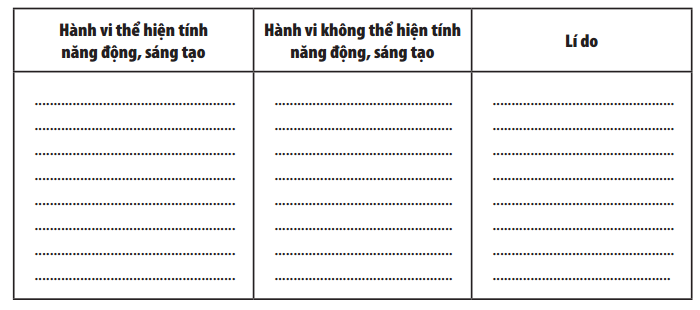 Hành vi thể hiện tính
năng động, sáng tạo
Hành vi không thể hiện tính
năng động, sáng tạo
Lí do